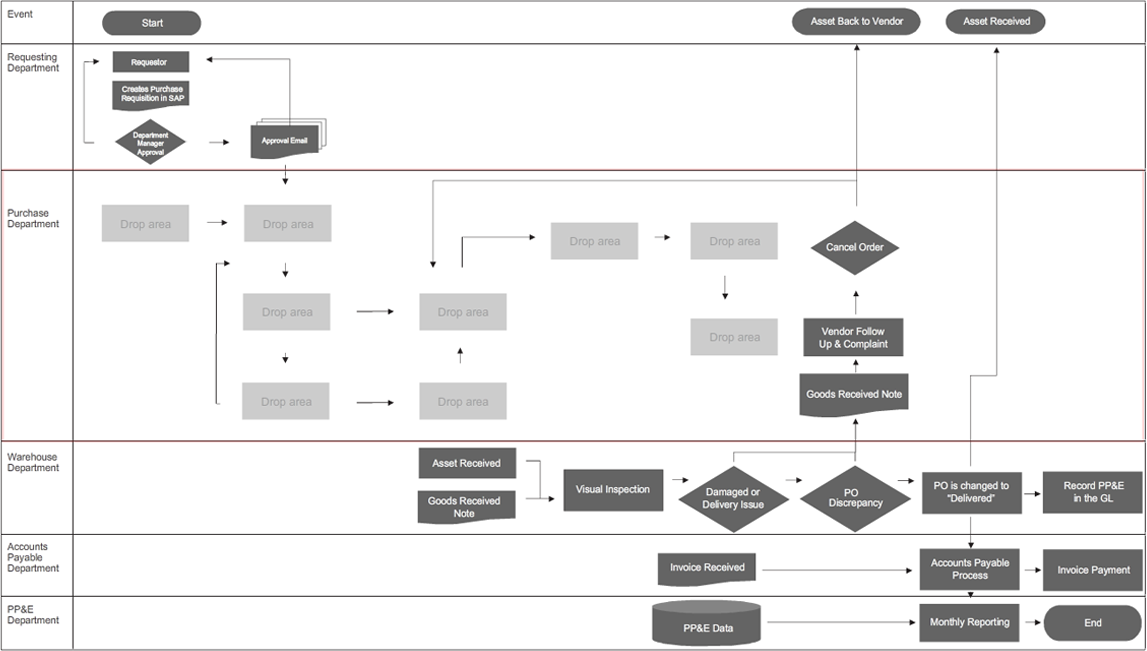 Event
Start
Asset Back to Vendor
Asset Received
Requesting
Department
Requestor
Creates Purchase
Requisition in SAP
Department
Manager
Approval
Approval Email
Purchase
Department
Drop area
Drop area
Drop area
Drop area
Cancel Order
Drop area
Drop area
Drop area
Vendor Follow
Up & Complaint
Drop area
Drop area
Goods Received Note
Warehouse
Department
Asset Received
Goods Received
Note
Visual Inspection
Damaged or
Delivery Issue
PO
Discrepancy
PO is changed to
"Delivered"
Record PP&E
in the GL
Accounts
Payable
Department
Invoice Received
Accounts Payable
Process
Invoice Payment
PP&E
Department
PP&E Data
Monthly Reporting
End